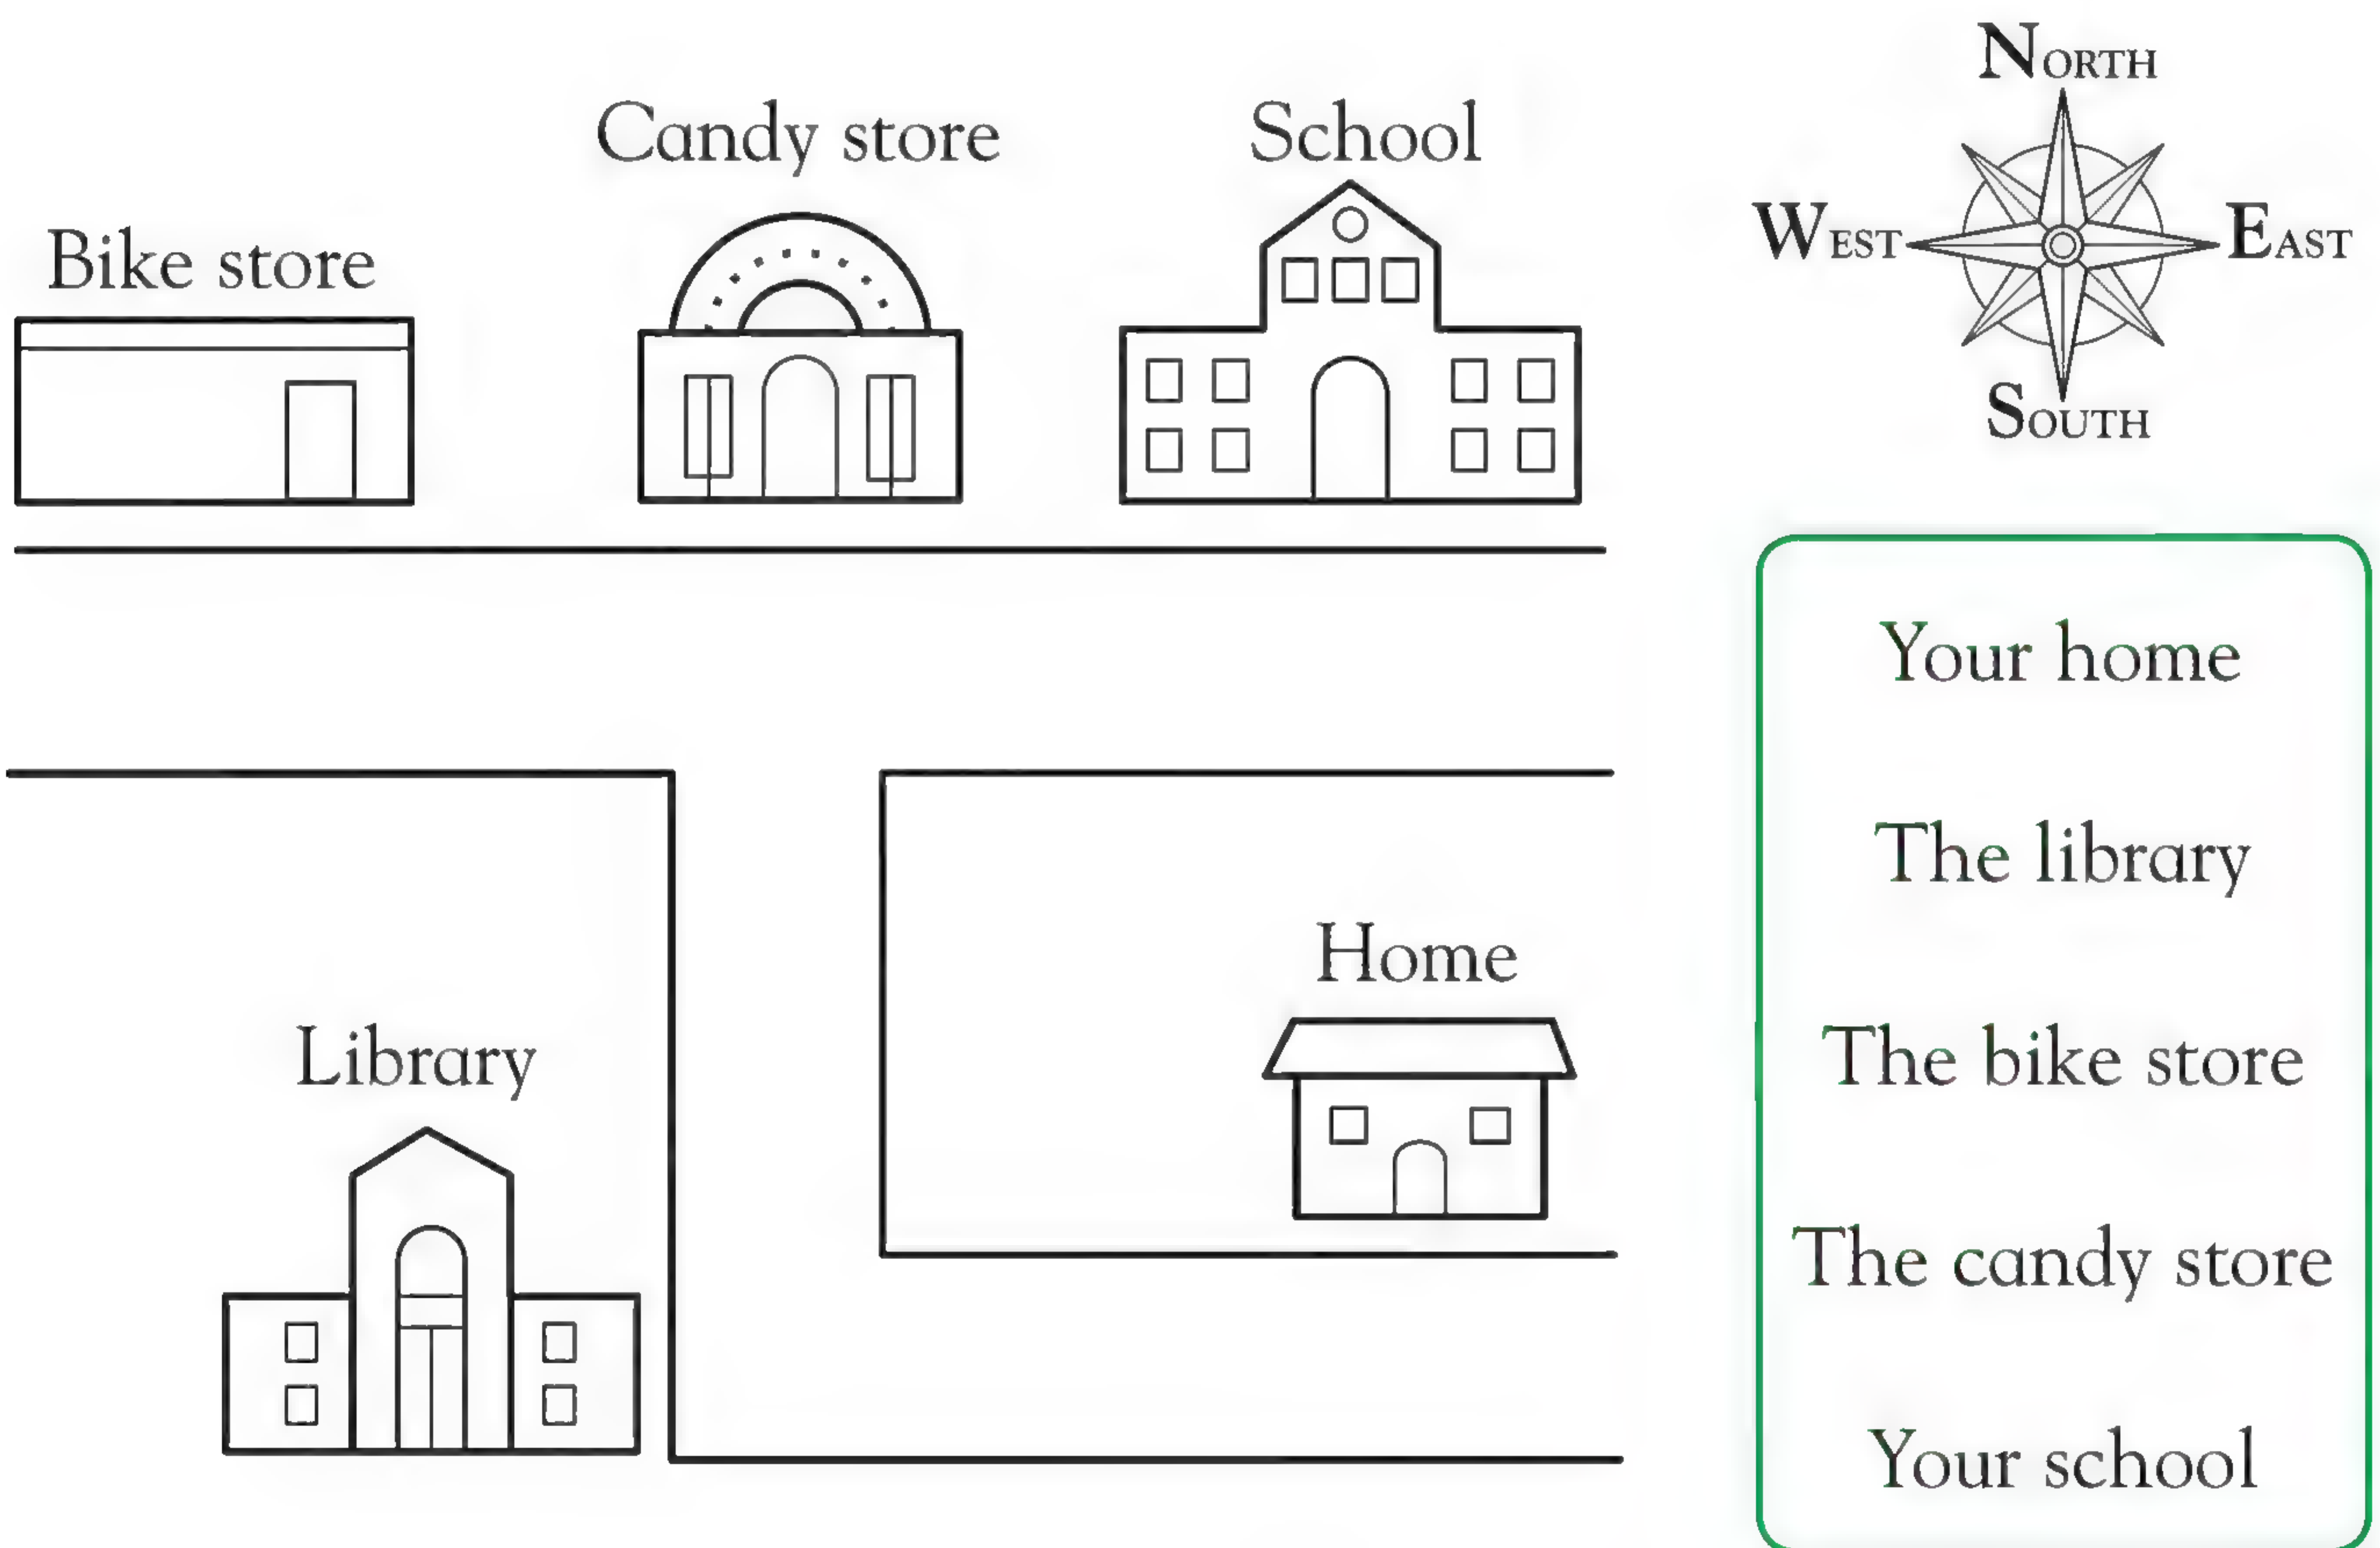 NORTH
Candy store
School
Bike store
WEST
EAST
SOUTH
Your home
The library
Home
Library
The bike store
The candy store
Your school